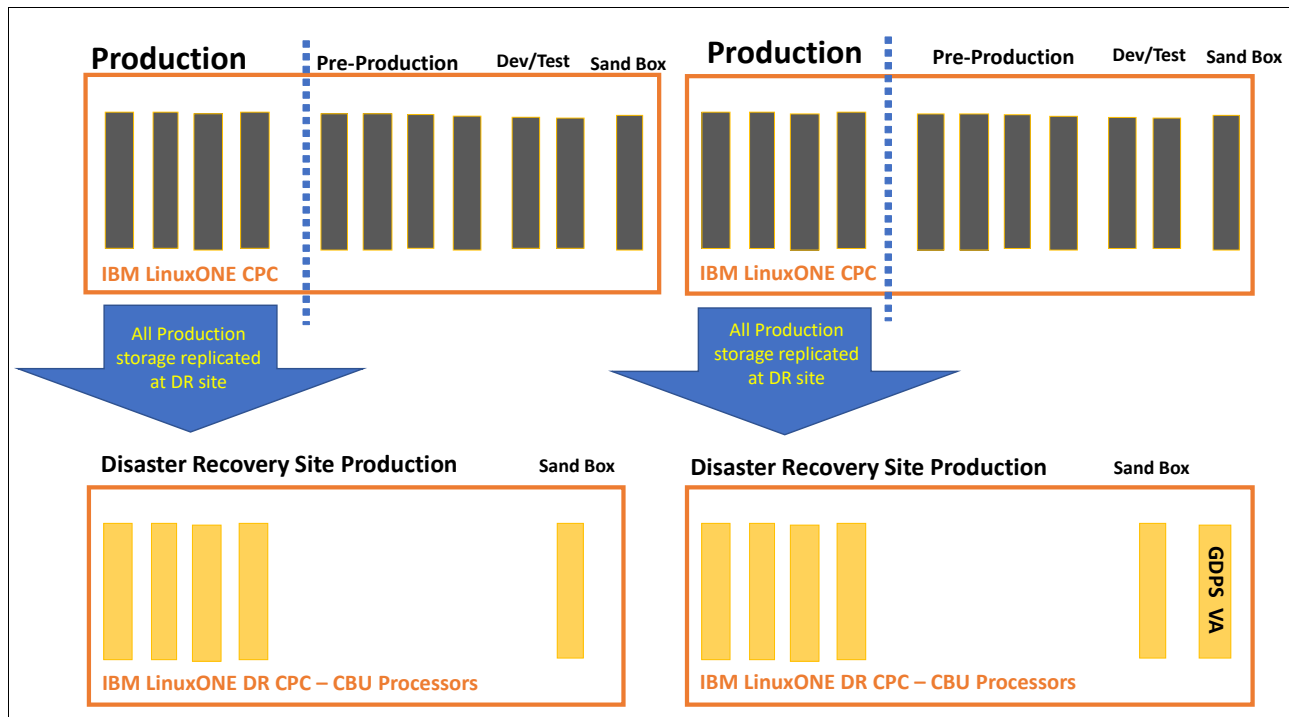 Production
Pre-Production
Dev/Test
Sand Box
IBM LinuxONE CPC
Production
Pre-Production
Dev/Test
Sand Box
IBM LinuxONE CPC
All Production
storage replicated
at DR site
All Production
storage replicated
at DR site
Disaster Recovery Site Production
Sand Box
IBM LinuxONE DR CPC – CBU Processors
Disaster Recovery Site Production
Sand Box
GDPS VA
IBM LinuxONE DR CPC – CBU Processors